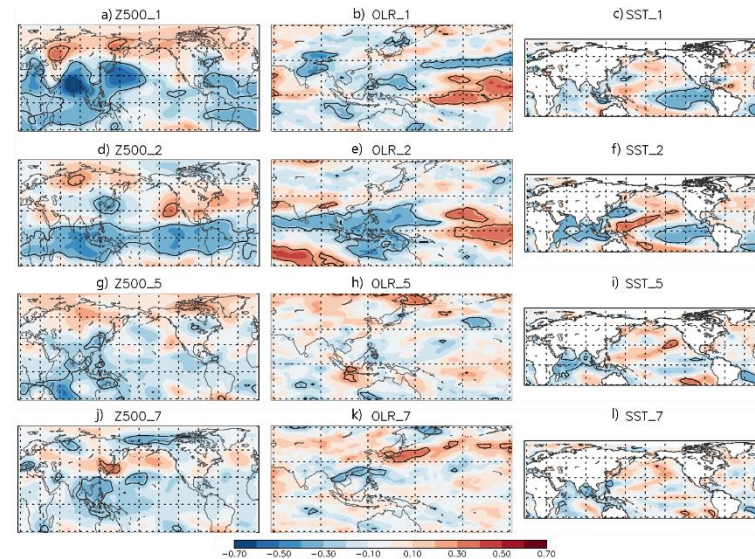 a) Z500_1
b) OLR_1
c) SST_1
d) Z500_2
e) OLR_2
f) SST_2
g) Z500_5
h) OLR_5
i) SST_5
j) Z500_7
k) OLR_7
l) SST_7
−0.70 −0.50 −0.30 −0.10 0.10 0.30 0.50 0.70